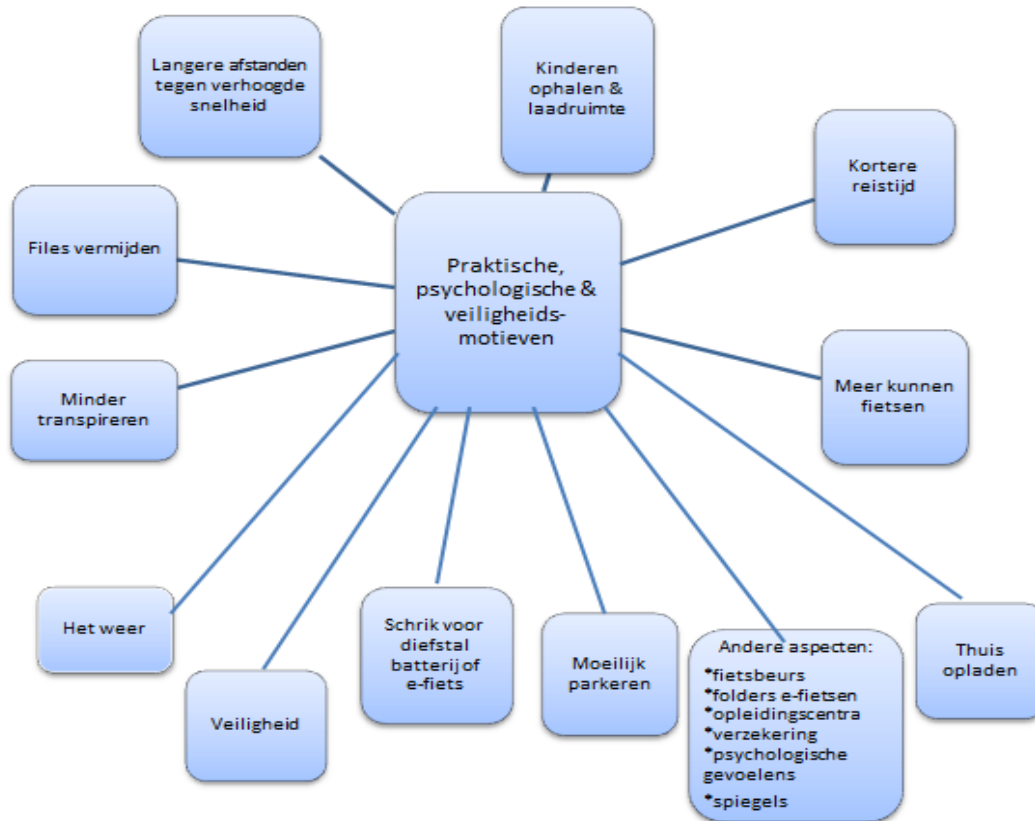 Langere afstanden
tegen verhoogde
snelheid
Kinderen
ophalen &
laadruimte
Kortere
reistijd
Files vermijden
Praktische,
psychologische &
veiligheids-
motieven
Minder
transpireren
Meer kunnen
fietsen
Het weer
Veiligheid
Schrik voor
diefstal
batterij of
e-fiets
Moeilijk
parkeren
Andere aspecten:
*fietsbeurs
*folders e-fietsen
*opleidingscentra
*verzekering
*psychologische
gevoelens
*spiegels
Thuis
opladen